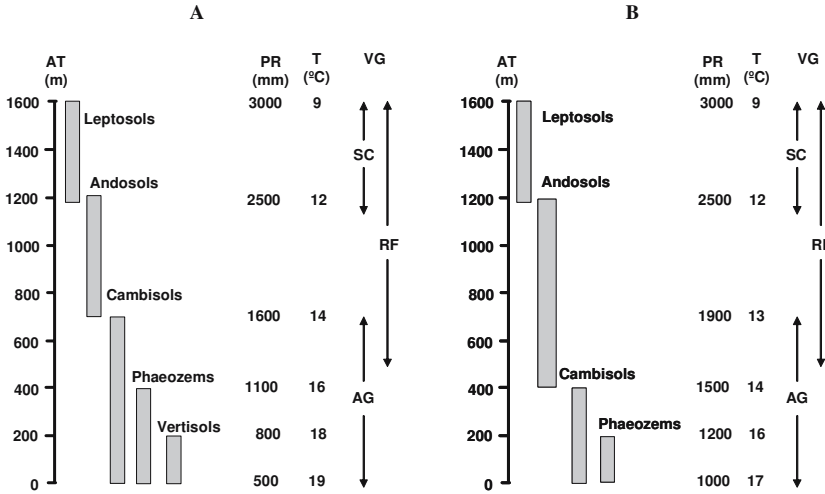 A
AT
(m)
PR
(mm)
T
(ºC)
VG
1600
3000 9
Leptosols
1400
SC
Andosols
1200
2500 12
1000
RF
Cambisols
800
1600 14
600
Phaeozems
400
1100 16
AG
Vertisols
200
800 18
0
500 19
B
AT
(m)
PR
(mm)
T
(ºC)
VG
1600
3000 9
Leptosols
1400
SC
Andosols
1200
2500 12
1000
800
1900 13
600
Cambisols
400
1500 14
AG
Phaeozems
200
1200 16
0
1000 17